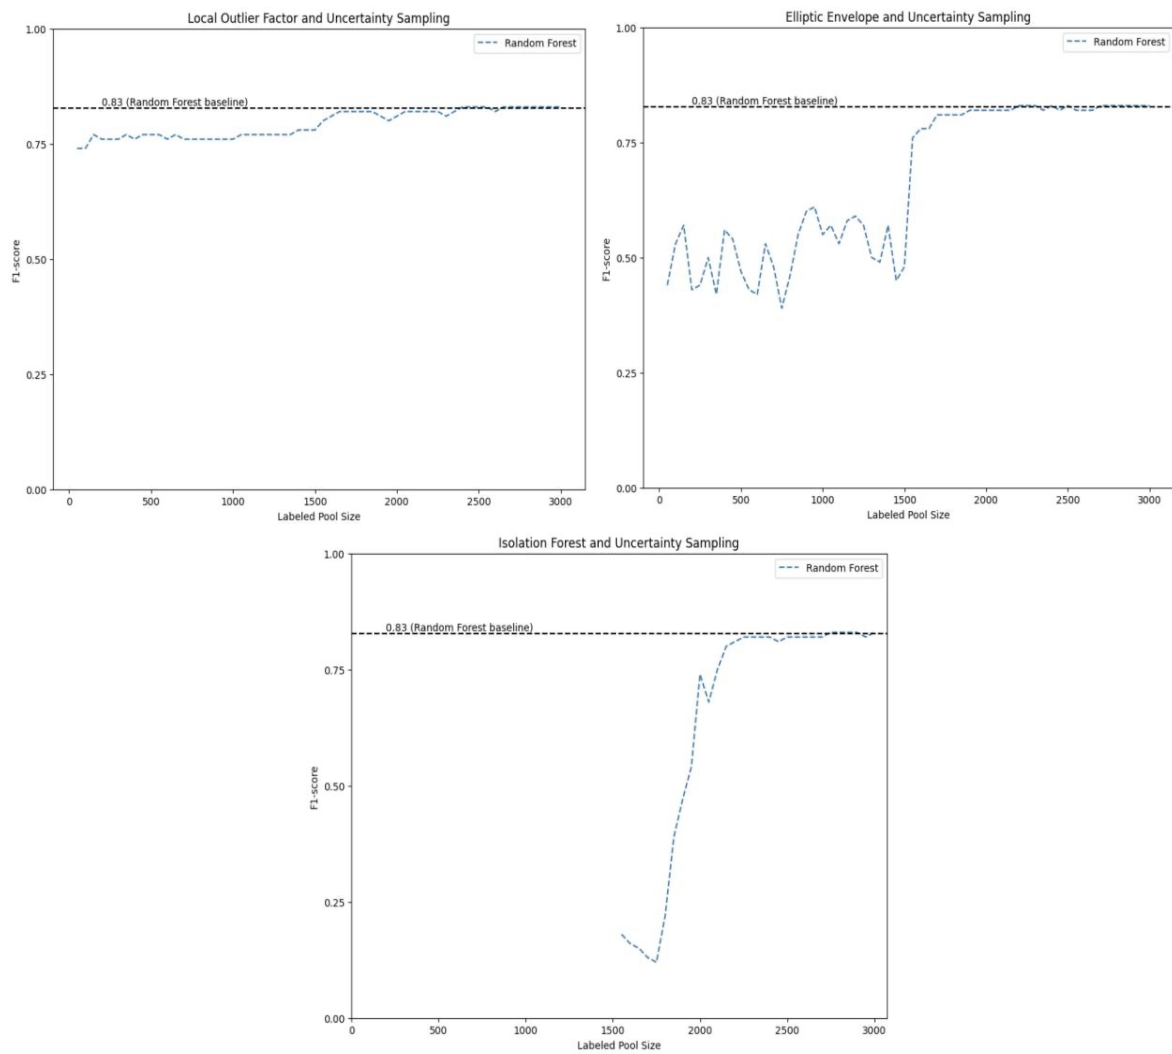 Local Outlier Factor and Uncertainty Sampling
1.00
Random Forest
0.83 (Random Forest baseline)
0.75
F1-score
0.50
0.25
0.00
0 500 1000 1500 2000 2500 3000
Labeled Pool Size
Elliptic Envelope and Uncertainty Sampling
1.00
Random Forest
0.83 (Random Forest baseline)
0.75
F1-score
0.50
0.25
0.00
0 500 1000 1500 2000 2500 3000
Labeled Pool Size
Isolation Forest and Uncertainty Sampling
1.00
Random Forest
0.83 (Random Forest baseline)
0.75
F1-score
0.50
0.25
0.00
0 500 1000 1500 2000 2500 3000
Labeled Pool Size